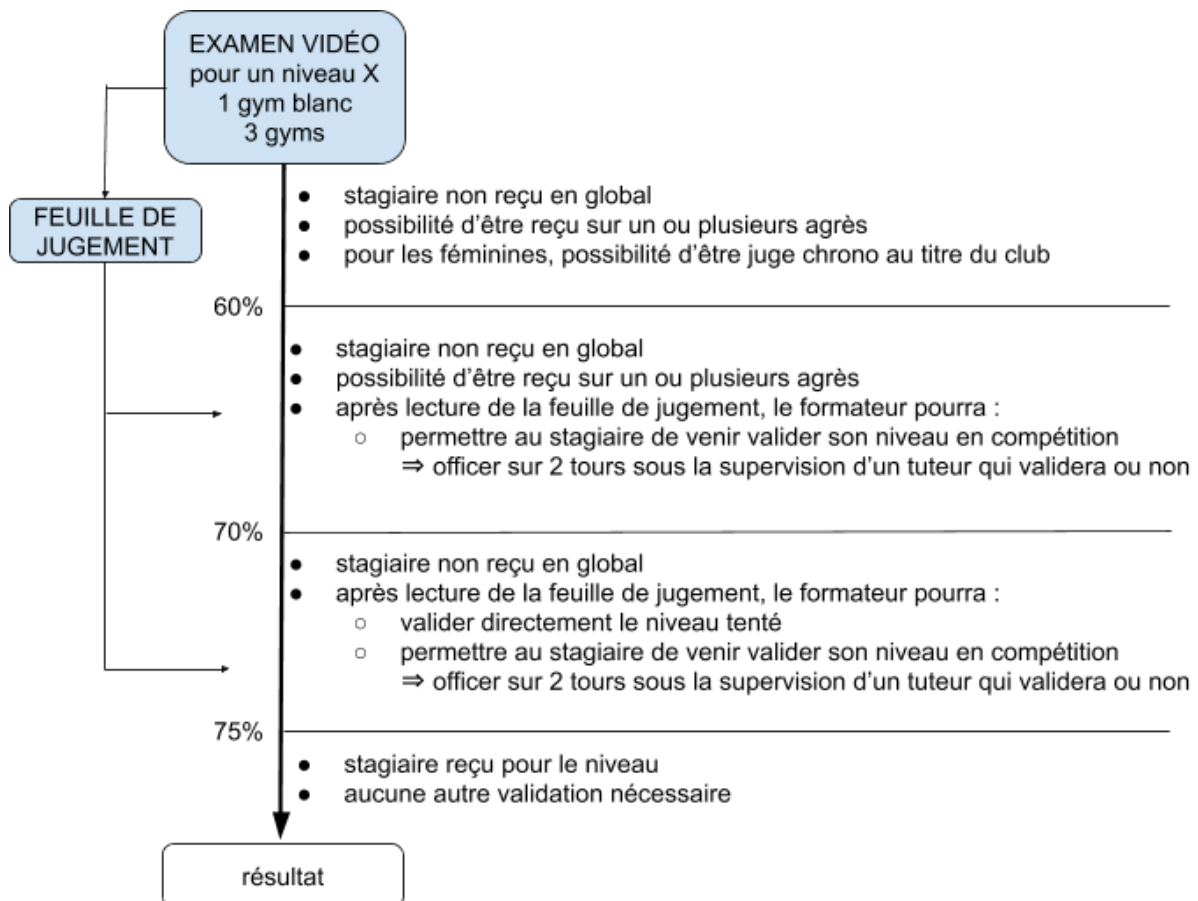 EXAMEN VIDÉO
pour un niveau X
1 gym blanc
3 gyms
FEUILLE DE
JUGEMENT
● stagiaire non reçu en global
● possibilité d'être reçu sur un ou plusieurs agrès
● pour les féminines, possibilité d'être juge chrono au titre du club
60%
● stagiaire non reçu en global
● possibilité d'être reçu sur un ou plusieurs agrès
● après lecture de la feuille de jugement, le formateur pourra :
○ permettre au stagiaire de venir valider son niveau en compétition
⇒ officer sur 2 tours sous la supervision d'un tuteur qui validera ou non
70%
● stagiaire non reçu en global
● après lecture de la feuille de jugement, le formateur pourra :
○ valider directement le niveau tenté
○ permettre au stagiaire de venir valider son niveau en compétition
⇒ officer sur 2 tours sous la supervision d'un tuteur qui validera ou non
75%
● stagiaire reçu pour le niveau
● aucune autre validation nécessaire
résultat